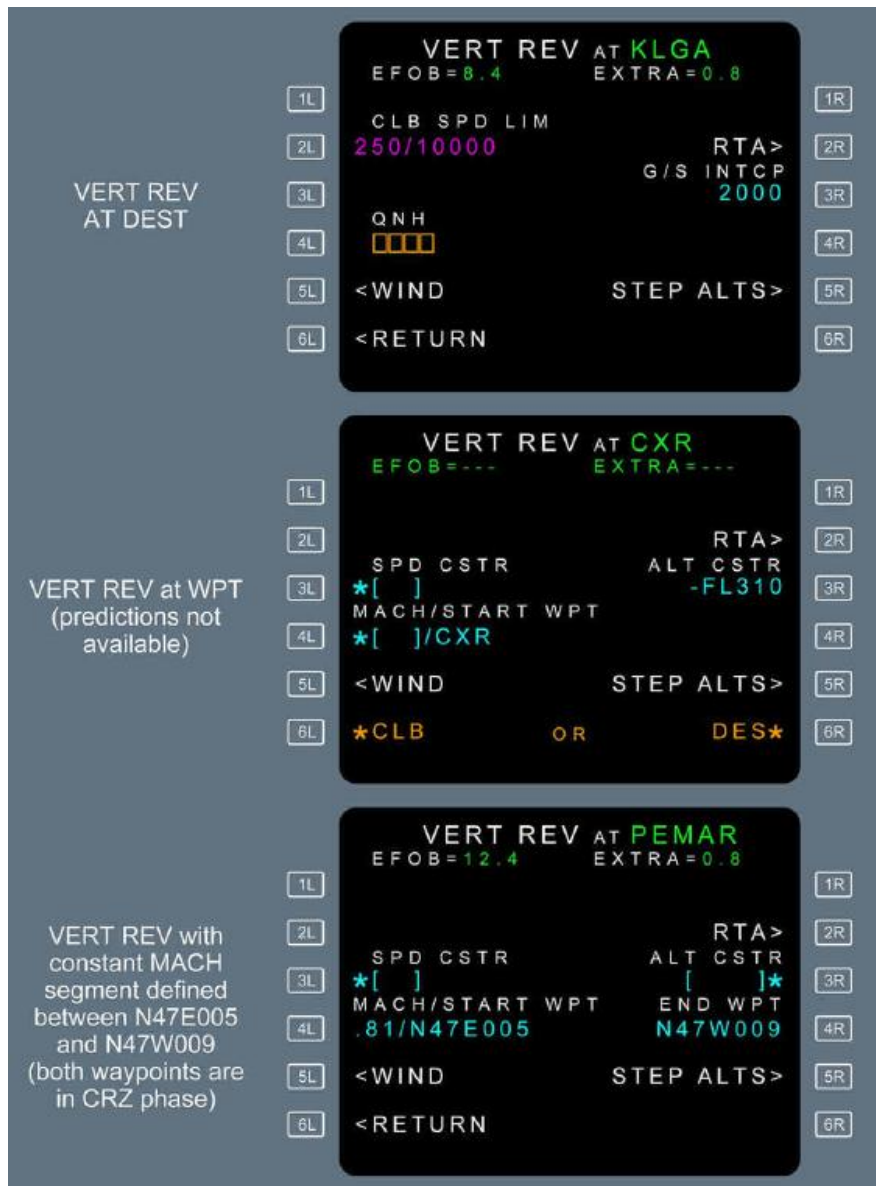 VERT REV AT KLGA
EFOB=8.4 EXTRA=0.8
1L 1R
CLB SPD LIM
2L 250/10000 RTA> 2R
G/S INTCP
VERT REV
AT DEST
3L 2000 3R
QNH
4L ▯▯▯▯ 4R
5L <WIND STEP ALTS> 5R
6L <RETURN 6R
VERT REV AT CXR
EFOB=--- EXTRA=---
1L 1R
2L RTA> 2R
SPD CSTR ALT CSTR
VERT REV at WPT
(predictions not
available)
3L *[ ] -FL310 3R
MACH/START WPT
4L *[ ]/CXR 4R
5L <WIND STEP ALTS> 5R
6L *CLB OR DES* 6R
VERT REV AT PEMAR
EFOB=12.4 EXTRA=0.8
1L 1R
VERT REV with
constant MACH
segment defined
between N47E005
and N47W009
(both waypoints are
in CRZ phase)
2L RTA> 2R
SPD CSTR ALT CSTR
3L *[ ] [ ]* 3R
MACH/START WPT END WPT
4L .81/N47E005 N47W009 4R
5L <WIND STEP ALTS> 5R
6L <RETURN 6R